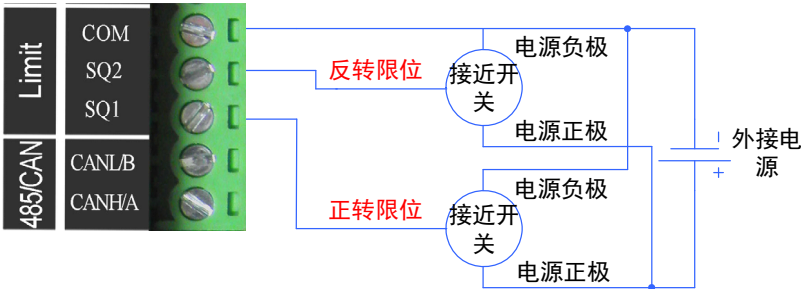 Limit
COM
SQ2
SQ1
485/CAN
CANL/B
CANH/A
反转限位
正转限位
接近开
关
电源负极
电源正极
接近开
关
电源负极
电源正极
外接电
源